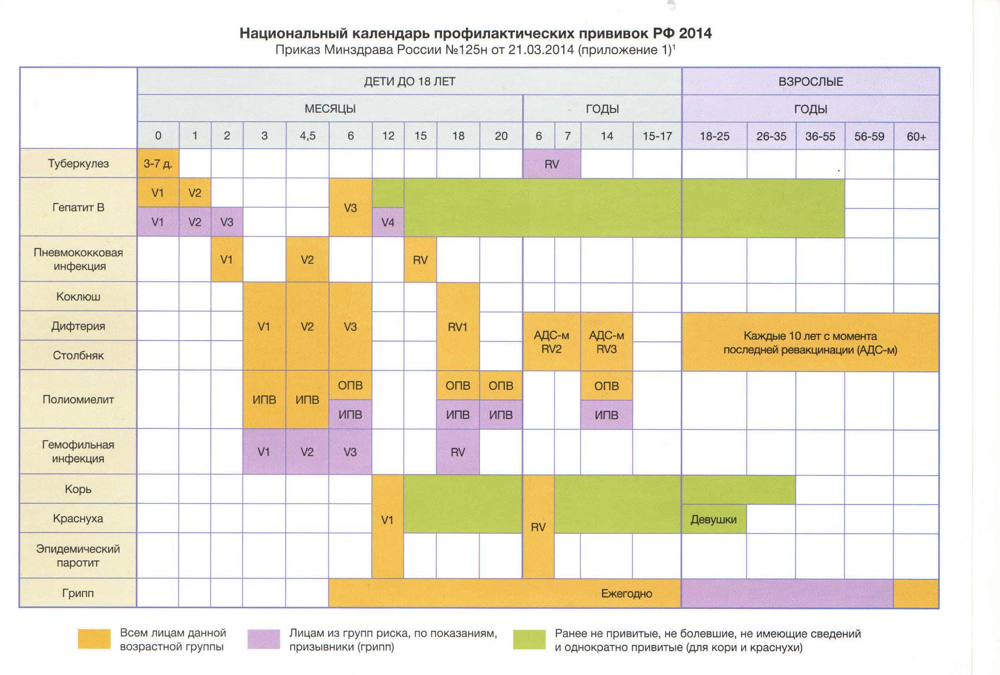 Национальный календарь профилактических прививок РФ 2014
Приказ Минздрава России №125н от 21.03.2014 (приложение 1)¹
ДЕТИ ДО 18 ЛЕТ ВЗРОСЛЫЕ
МЕСЯЦЫ ГОДЫ ГОДЫ
0 1 2 3 4,5 6 12 15 18 20 6 7 14 15-17 18-25 26-35 36-55 56-59 60+
Туберкулез 3-7 д. RV
Гепатит В
V1 V2 V3
V1 V2 V3 V4
Пневмококковая
инфекция
V1 V2 RV
Коклюш
Дифтерия
Столбняк
V1 V2 V3 RV1
АДС-м
RV2
АДС-м
RV3
Каждые 10 лет с момента
последней ревакцинации (АДС-м)
Полиомиелит
ИПВ ИПВ
ОПВ ОПВ ОПВ ОПВ
ИПВ ИПВ ИПВ ИПВ
Гемофильная
инфекция
V1 V2 V3 RV
Корь
Краснуха
Эпидемический
паротит
V1 RV
Девушки
Грипп Ежегодно
Всем лицам данной
возрастной группы
Лицам из групп риска, по показаниям,
призывники (грипп)
Ранее не привитые, не болевшие, не имеющие сведений
и однократно привитые (для кори и краснухи)